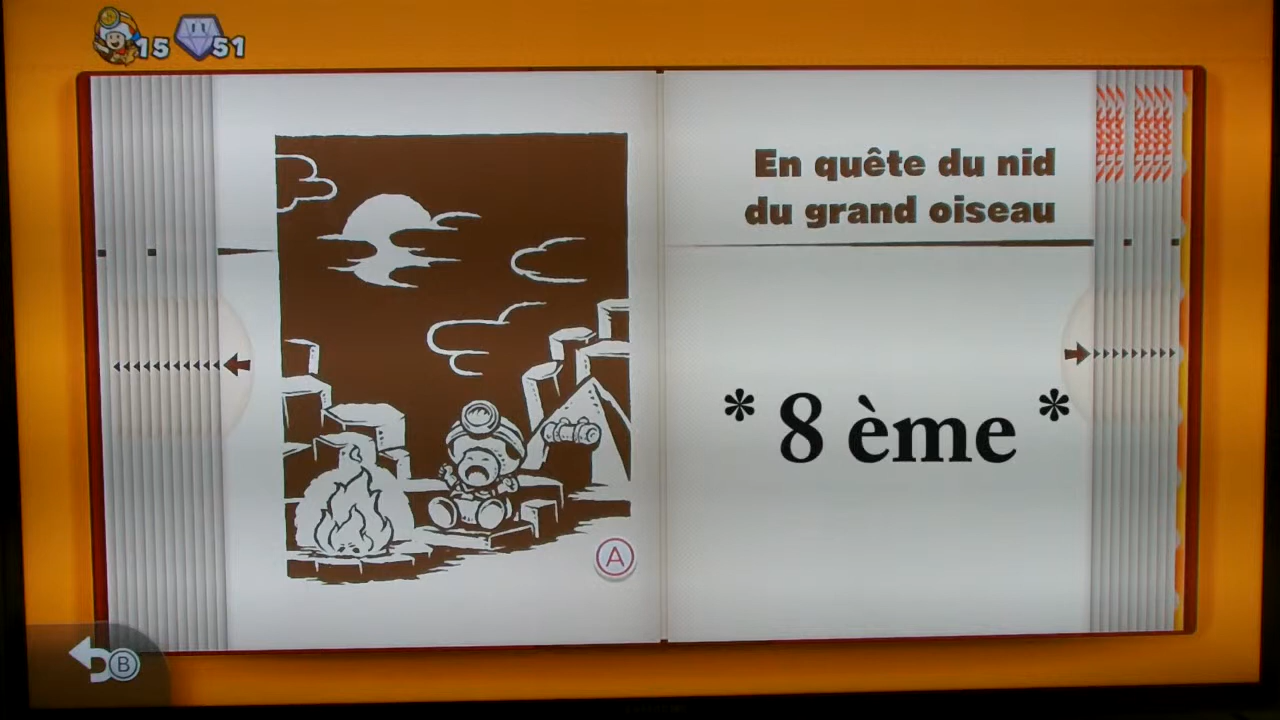 15 51
En quête du nid
du grand oiseau
* 8 ème *
A
B